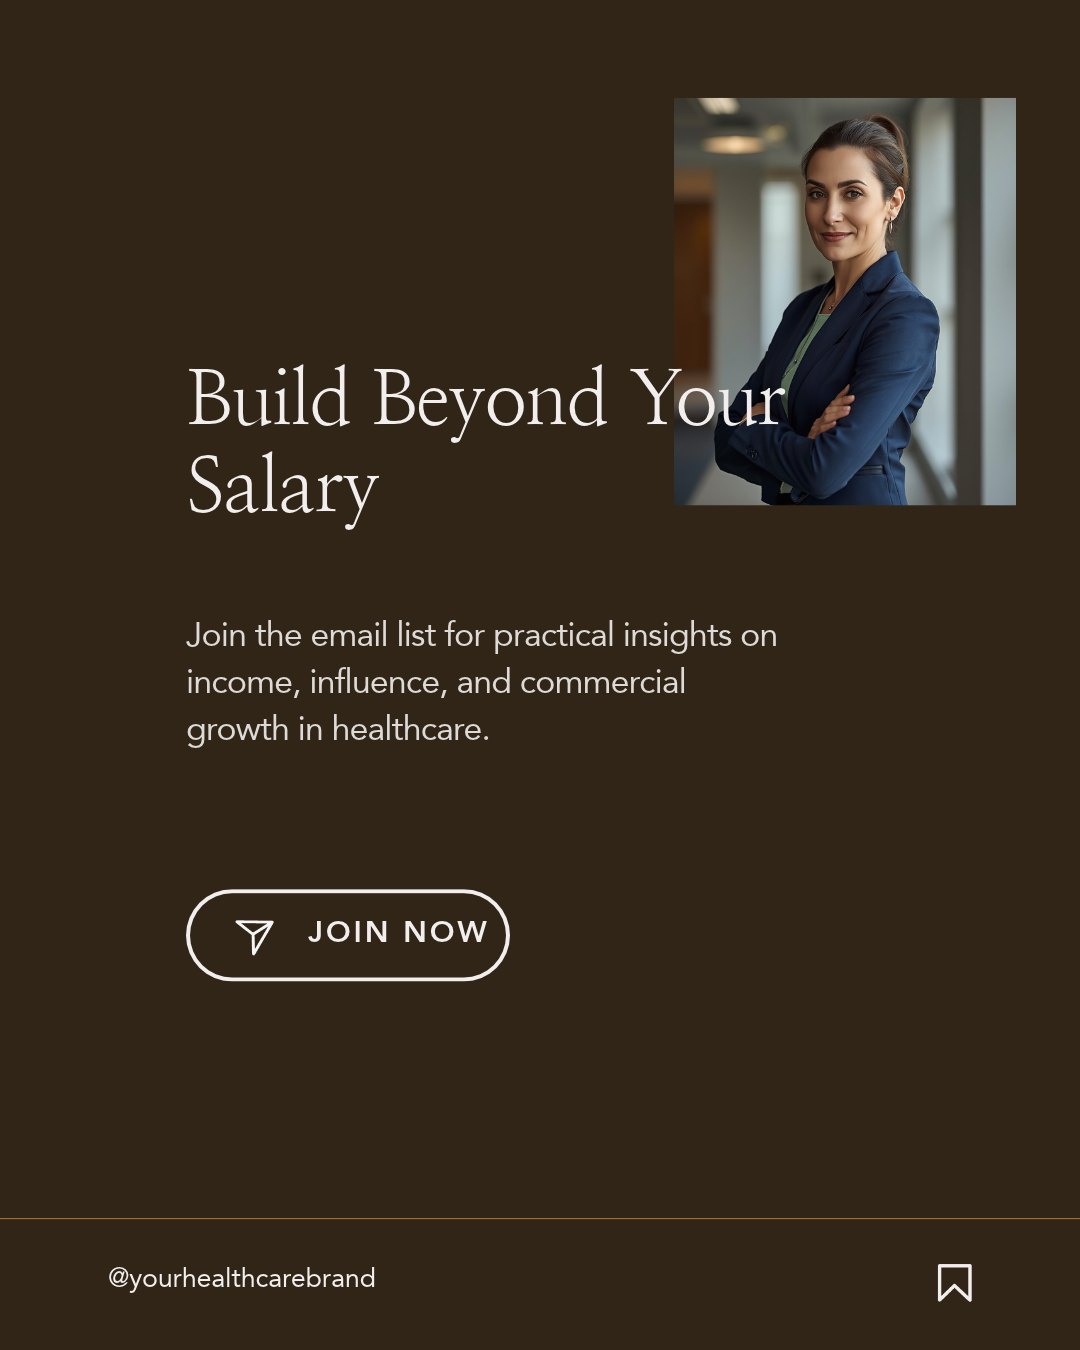 Build Beyond Your
Salary
Join the email list for practical insights on
income, influence, and commercial
growth in healthcare.
JOIN NOW
@yourhealthcarebrand